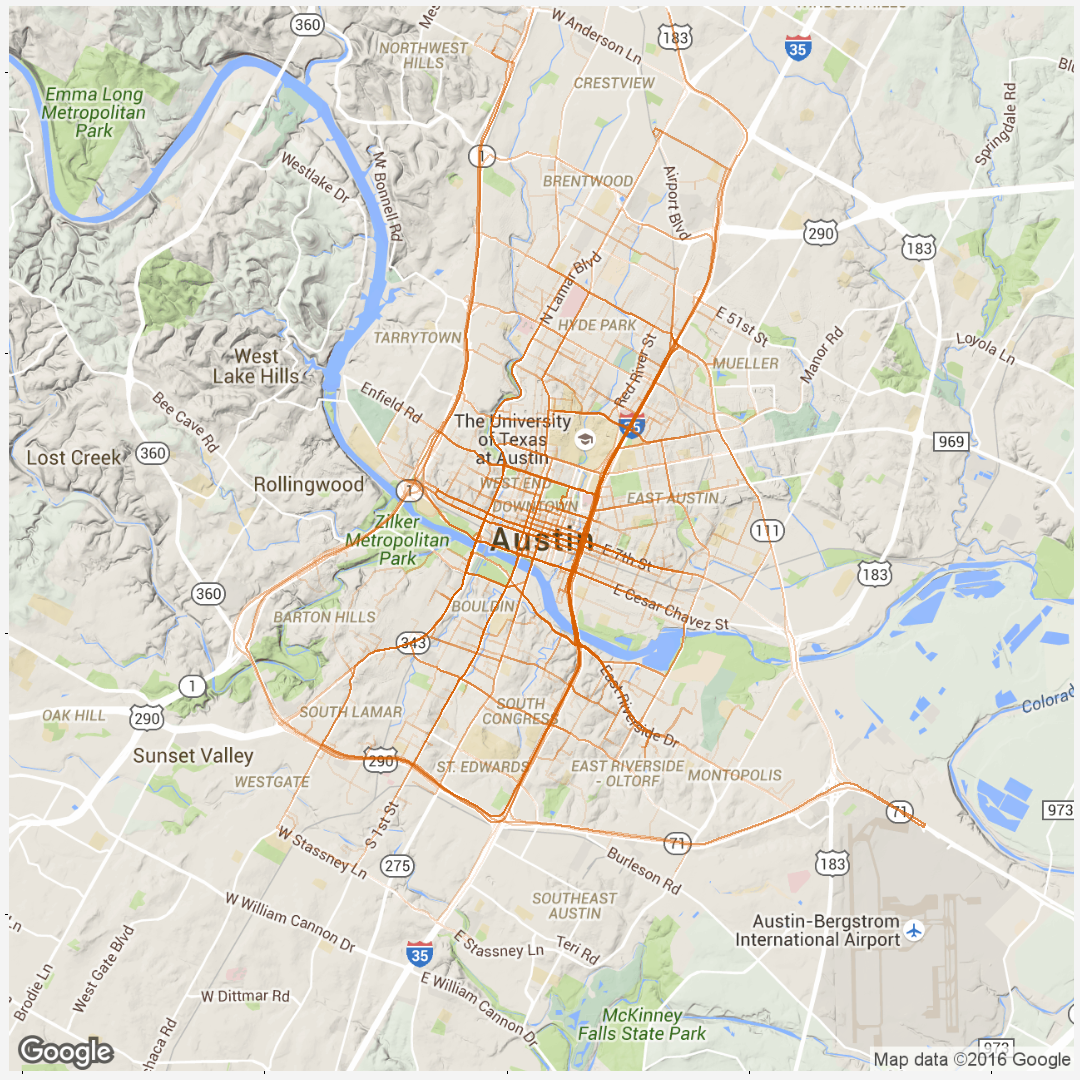 360
W Anderson Ln
183
35
NORTHWEST
HILLS
CRESTVIEW
Emma Long
Metropolitan
Park
Springdale Rd
1
Westlake Dr
Mt Bonnell Rd
BRENTWOOD
Airport Blvd
360
290
183
N Lamar Blvd
HYDE PARK
E 51st St
TARRYTOWN
Red River St
Manor Rd
Loyola Ln
West
Lake Hills
MUELLER
Bee Cave Rd
Enfield Rd
The University
of Texas
at Austin
35
969
360
Lost Creek
Rollingwood
WEST END
1
DOWNTOWN
EAST AUSTIN
Zilker
Metropolitan
Park
Austin
111
E 7th St
183
360
E Cesar Chavez St
BARTON HILLS
BOULDIN
343
1
East Riverside Dr
Colorado
OAK HILL
290
SOUTH LAMAR
SOUTH
CONGRESS
Sunset Valley
290
WESTGATE
ST. EDWARDS
EAST RIVERSIDE
- OLTORF
MONTOPOLIS
S 1st St
71
973
W Stassney Ln
71
275
Burleson Rd
183
W William Cannon Dr
SOUTHEAST
AUSTIN
Austin-Bergstrom
International Airport
West Gate Blvd
35
E Stassney Ln
Teri Rd
Brodie Ln
W Dittmar Rd
E William Cannon Dr
McKinney
Falls State Park
haca Rd
973
Google
Map data ©2016 Google